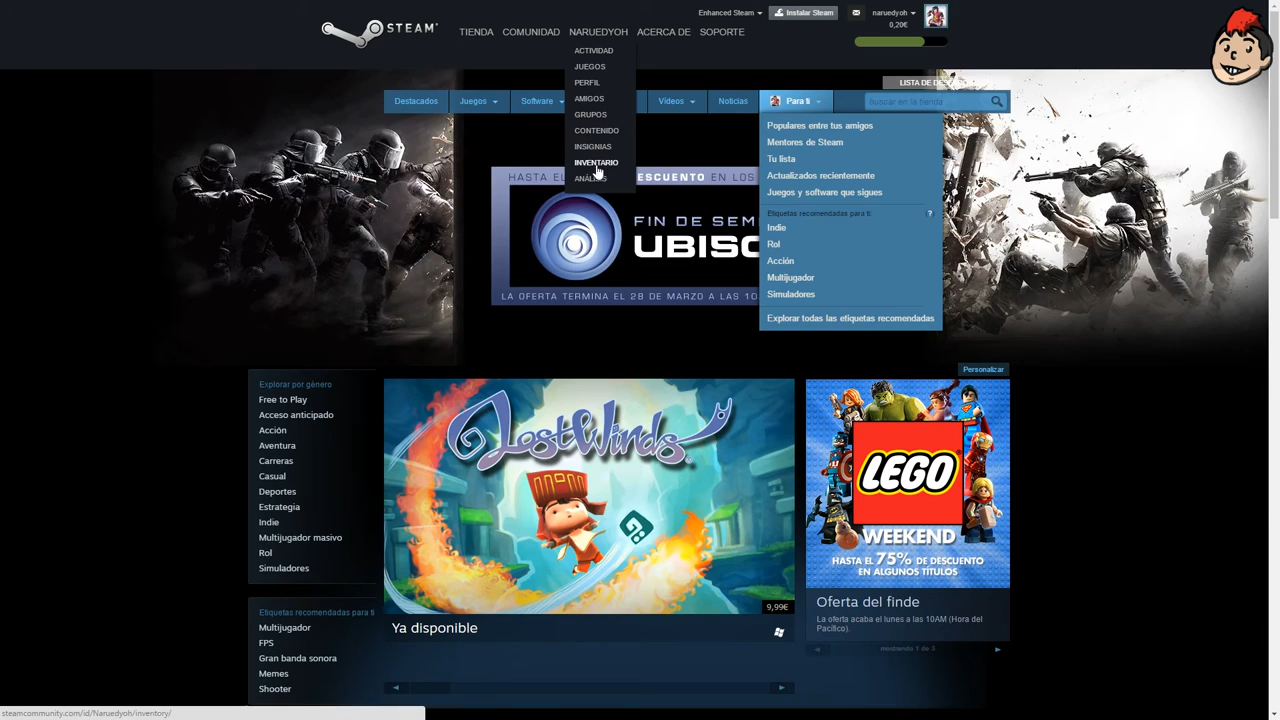 STEAM
Enhanced Steam
Instalar Steam
naruedyoh
0,20€
TIENDA COMUNIDAD NARUEDYOH ACERCA DE SOPORTE
ACTIVIDAD
JUEGOS
PERFIL
AMIGOS
GRUPOS
CONTENIDO
INSIGNIAS
INVENTARIO
LISTA DE
Destacados Juegos Software Vídeos Noticias Para ti
buscar en la tienda
Populares entre tus amigos
Mentores de Steam
Tu lista
Actualizados recientemente
Juegos y software que sigues
Etiquetas recomendadas para ti: ?
Indie
Rol
Acción
Multijugador
Simuladores
Explorar todas las etiquetas recomendadas
HASTA EL ESCUENTO EN LOS
FIN DE SEM
UBISO
LA OFERTA TERMINA EL 28 DE MARZO A LAS 10
Explorar por género
Free to Play
Acceso anticipado
Acción
Aventura
Carreras
Casual
Deportes
Estrategia
Indie
Multijugador masivo
Rol
Simuladores
Etiquetas recomendadas para ti
Multijugador
FPS
Gran banda sonora
Memes
Shooter
LostWinds
9,99€
Ya disponible
Personalizar
LEGO
WEEKEND
HASTA EL 75% DE DESCUENTO
EN ALGUNOS TÍTULOS
Oferta del finde
La oferta acaba el lunes a las 10AM (Hora del
Pacífico).
mostrando 1 de 3
steamcommunity.com/id/Naruedyoh/inventory/